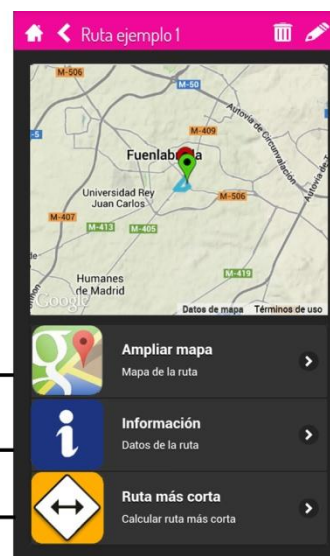 Ruta ejemplo 1
M-506
M-50
Autovía de Circunvalación
M-409
Fuenlabrada
Universidad Rey
Juan Carlos
M-506
M-407
M-413
M-405
M-419
Humanes
de Madrid
Google
Datos de mapa
Términos de uso
Ampliar mapa
Mapa de la ruta
Información
Datos de la ruta
Ruta más corta
Calcular ruta más corta